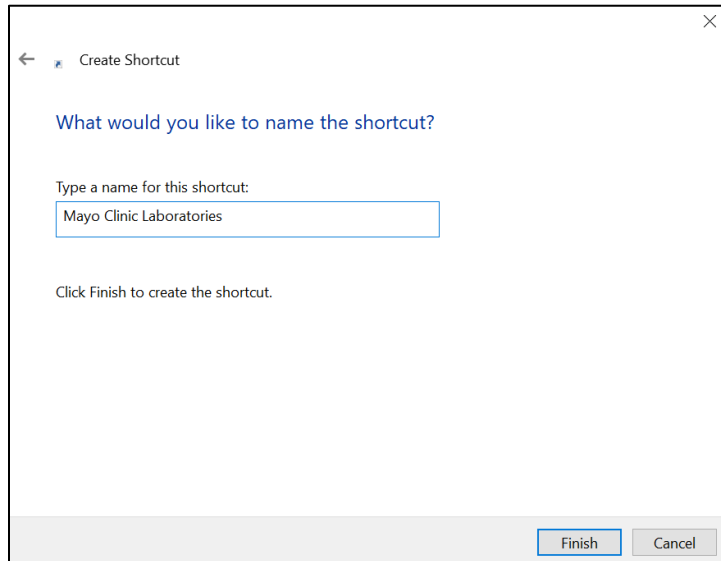 Create Shortcut
What would you like to name the shortcut?
Type a name for this shortcut:
Mayo Clinic Laboratories
Click Finish to create the shortcut.
Finish Cancel